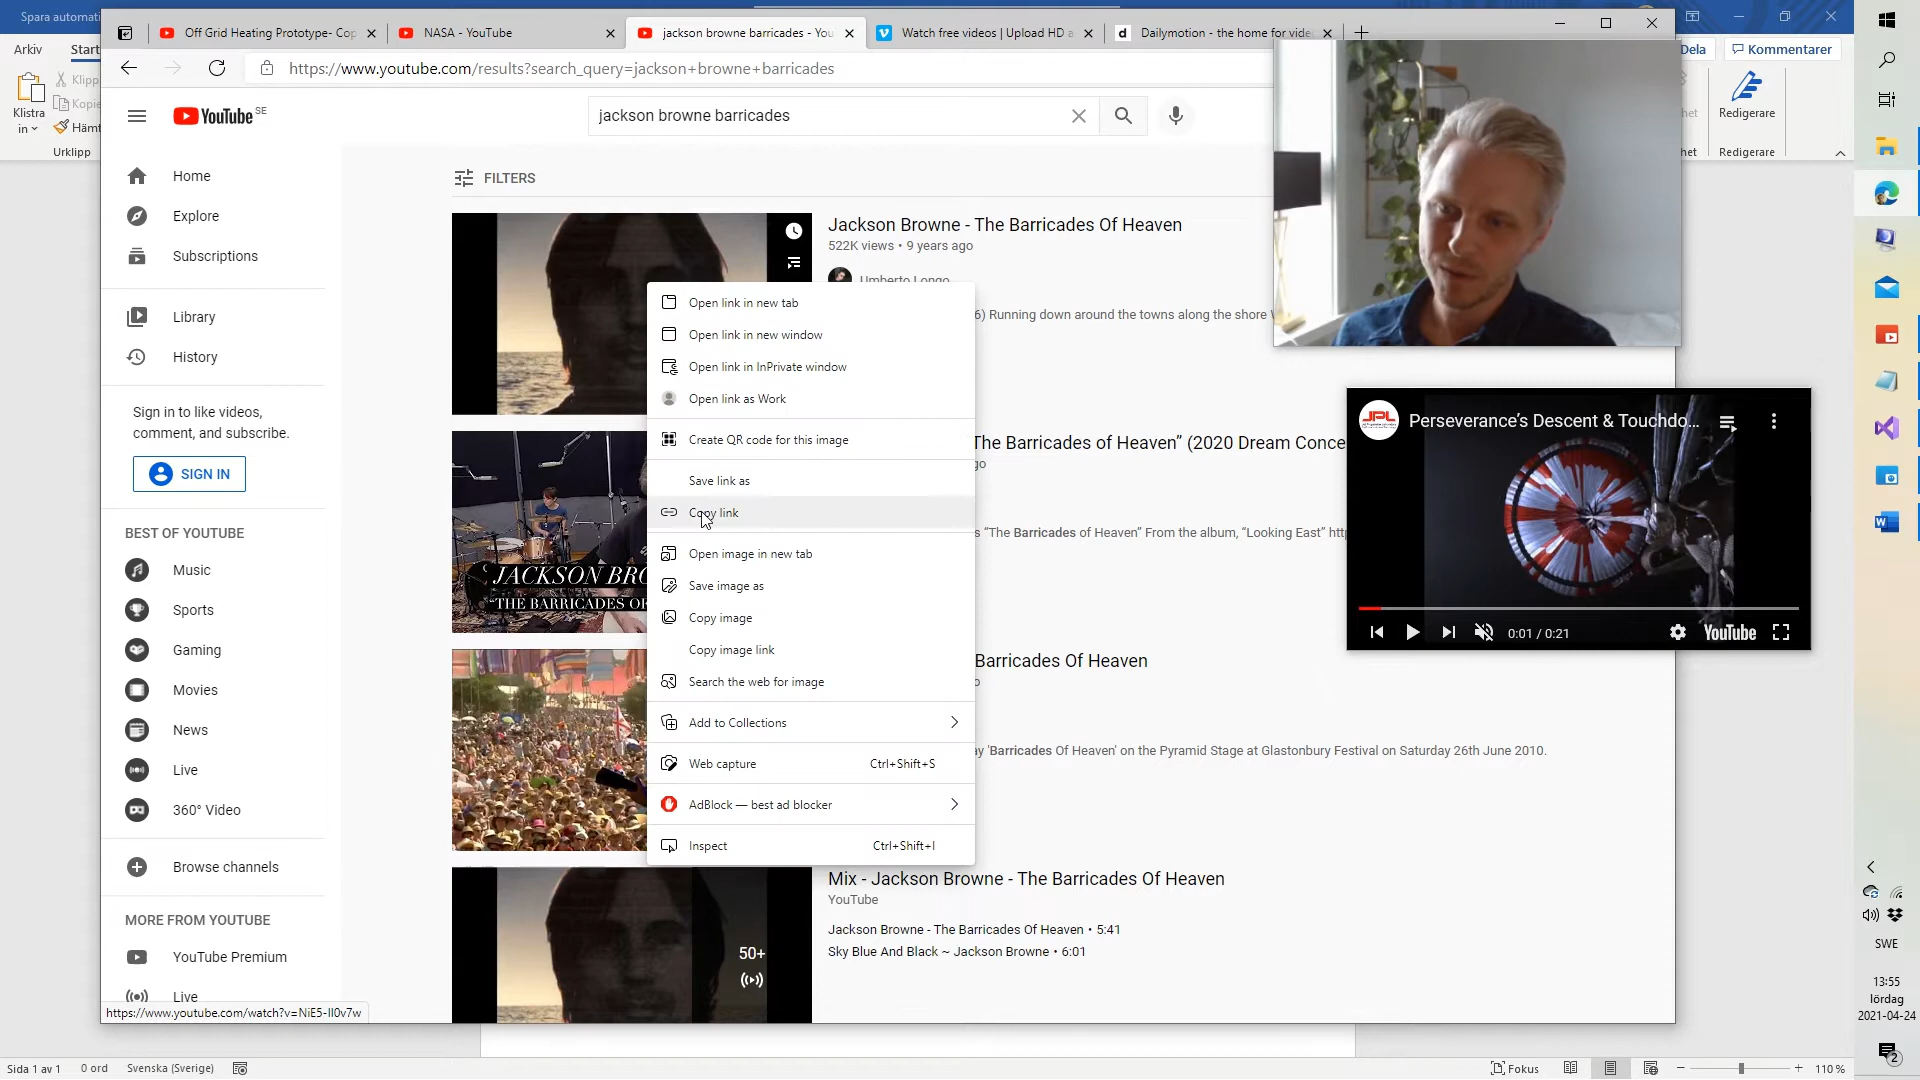 Spara automati
Off Grid Heating Prototype- Cop
NASA - YouTube
jackson browne barricades - You
Watch free videos | Upload HD a
Dailymotion - the home for vide
Arkiv
Start
Dela
Kommentarer
https://www.youtube.com/results?search_query=jackson+browne+barricades
Klistra
in
Klipp
Kopie
Hämt
Urklipp
het
Redigerare
het
Redigerare
YouTube SE
jackson browne barricades
Home
Explore
Subscriptions
Library
History
Sign in to like videos,
comment, and subscribe.
SIGN IN
BEST OF YOUTUBE
Music
Sports
Gaming
Movies
News
Live
360° Video
Browse channels
MORE FROM YOUTUBE
YouTube Premium
Live
https://www.youtube.com/watch?v=NiE5-Il0v7w
FILTERS
Jackson Browne - The Barricades Of Heaven
522K views • 9 years ago
Umberto Longo
6) Running down around the towns along the shore
Open link in new tab
Open link in new window
Open link in InPrivate window
Open link as Work
Create QR code for this image
Save link as
Copy link
Open image in new tab
Save image as
Copy image
Copy image link
Search the web for image
Add to Collections
Web capture Ctrl+Shift+S
AdBlock — best ad blocker
Inspect Ctrl+Shift+I
The Barricades of Heaven” (2020 Dream Conce
go
s “The Barricades of Heaven” From the album, “Looking East” htt
JACKSON BRO
“THE BARRICADES OF
Barricades Of Heaven
o
ay 'Barricades Of Heaven' on the Pyramid Stage at Glastonbury Festival on Saturday 26th June 2010.
50+
Mix - Jackson Browne - The Barricades Of Heaven
YouTube
Jackson Browne - The Barricades Of Heaven • 5:41
Sky Blue And Black ~ Jackson Browne • 6:01
JPL
Perseverance’s Descent & Touchdo...
0:01 / 0:21
YouTube
SWE
13:55
lördag
2021-04-24
2
Sida 1 av 1
0 ord
Svenska (Sverige)
Fokus
110 %